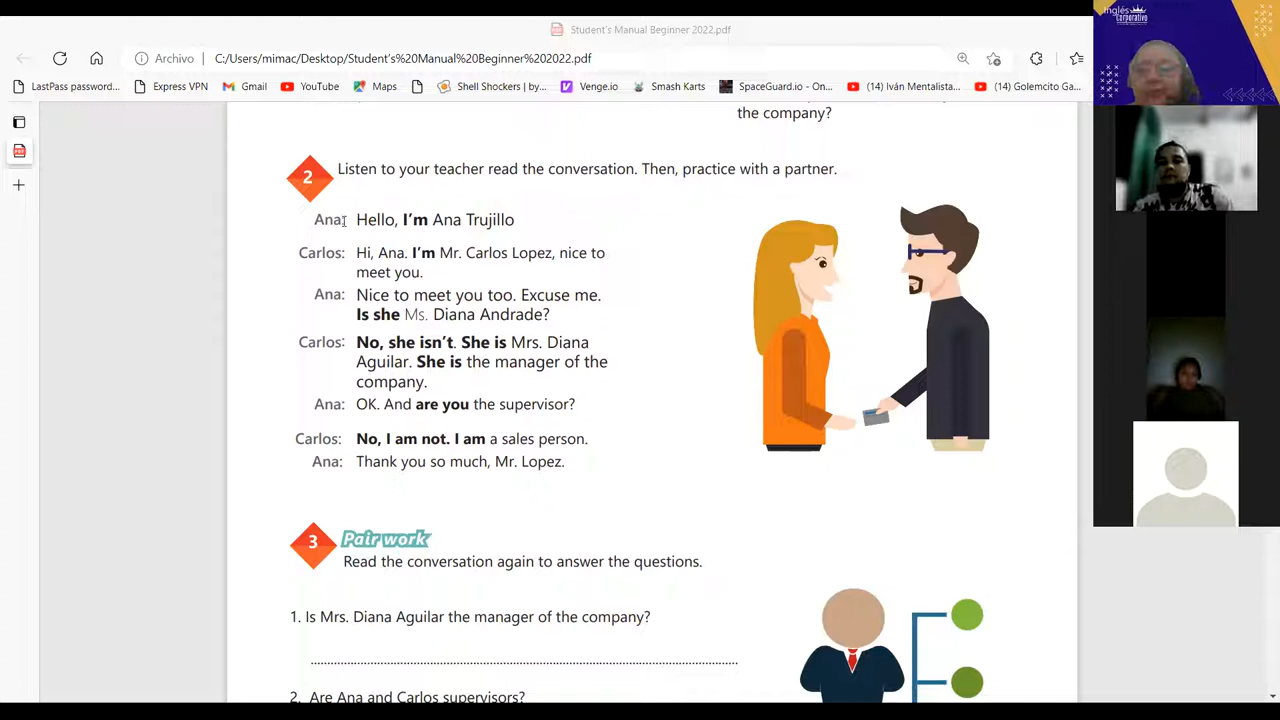 Student's Manual Beginner 2022.pdf
Archivo
C:/Users/mimac/Desktop/Student's%20Manual%20Beginner%202022.pdf
LastPass password...
Express VPN
Gmail
YouTube
Maps
Shell Shockers | by...
Venge.io
Smash Karts
SpaceGuard.io - On...
(14) Iván Mentalista...
(14) Golemcito Ga...
Inglés
Corporativo
the company?
2
Listen to your teacher read the conversation. Then, practice with a partner.
Ana: Hello, I'm Ana Trujillo
Carlos: Hi, Ana. I'm Mr. Carlos Lopez, nice to
meet you.
Ana: Nice to meet you too. Excuse me.
Is she Ms. Diana Andrade?
Carlos: No, she isn't. She is Mrs. Diana
Aguilar. She is the manager of the
company.
Ana: OK. And are you the supervisor?
Carlos: No, I am not. I am a sales person.
Ana: Thank you so much, Mr. Lopez.
3
Pair work
Read the conversation again to answer the questions.
1. Is Mrs. Diana Aguilar the manager of the company?
2. Are Ana and Carlos supervisors?